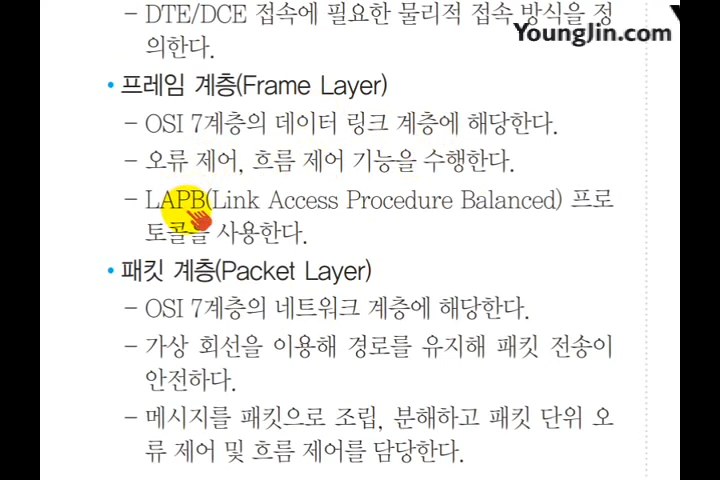 – DTE/DCE 접속에 필요한 물리적 접속 방식을 정
의한다.
YoungJin.com
• 프레임 계층(Frame Layer)
– OSI 7계층의 데이터 링크 계층에 해당한다.
– 오류 제어, 흐름 제어 기능을 수행한다.
– LAPB(Link Access Procedure Balanced) 프로
토콜을 사용한다.
• 패킷 계층(Packet Layer)
– OSI 7계층의 네트워크 계층에 해당한다.
– 가상 회선을 이용해 경로를 유지해 패킷 전송이
안전하다.
– 메시지를 패킷으로 조립, 분해하고 패킷 단위 오
류 제어 및 흐름 제어를 담당한다.